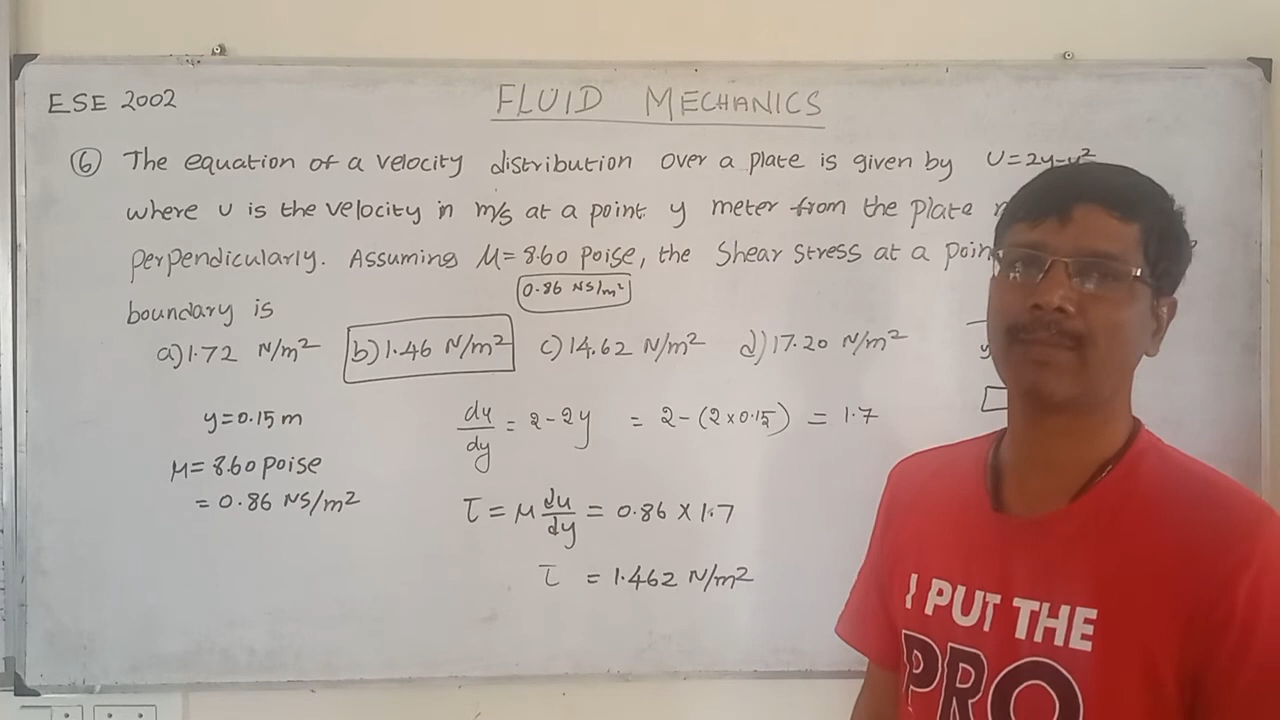 ESE 2002
FLUID MECHANICS
⑥ The equation of a velocity distribution over a plate is given by U=2y-y²
where u is the velocity in m/s at a point y meter from the plate
perpendicularly. Assuming μ= 8.60 poise, the Shear stress at a poin
0.86 NS/m²
boundary is
a) 1.72 N/m² b) 1.46 N/m² c) 14.62 N/m² d) 17.20 N/m²
y
y=0.15 m
du/dy = 2-2y = 2-(2×0.15) = 1.7
μ= 8.60 poise
= 0.86 NS/m²
τ = μ du/dy = 0.86 × 1.7
τ = 1.462 N/m²
I PUT THE
PRO